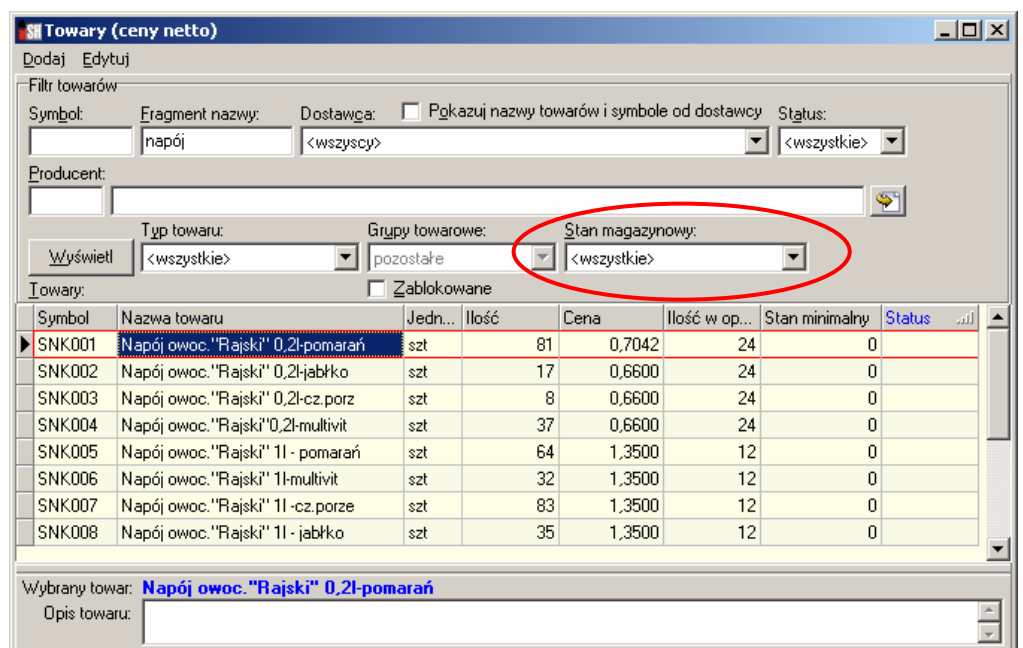 SH Towary (ceny netto)
Dodaj Edytuj
Filtr towarów
Symbol: Fragment nazwy: Dostawca: Pokazuj nazwy towarów i symbole od dostawcy Status:
napój <wszyscy> <wszystkie>
Producent:
Typ towaru: Grupy towarowe: Stan magazynowy:
Wyświetl <wszystkie> pozostałe <wszystkie>
Towary: Zablokowane
Symbol Nazwa towaru Jedn... Ilość Cena Ilość w op... Stan minimalny Status
SNK001 Napój owoc."Rajski" 0,2l-pomarań szt 81 0,7042 24 0
SNK002 Napój owoc."Rajski" 0,2l-jabłko szt 17 0,6600 24 0
SNK003 Napój owoc."Rajski" 0,2l-cz.porz szt 8 0,6600 24 0
SNK004 Napój owoc."Rajski"0,2l-multivit szt 37 0,6600 24 0
SNK005 Napój owoc."Rajski" 1l - pomarań szt 64 1,3500 12 0
SNK006 Napój owoc."Rajski" 1l-multivit szt 32 1,3500 12 0
SNK007 Napój owoc."Rajski" 1l -cz.porze szt 83 1,3500 12 0
SNK008 Napój owoc."Rajski" 1l - jabłko szt 35 1,3500 12 0
Wybrany towar: Napój owoc."Rajski" 0,2l-pomarań
Opis towaru: